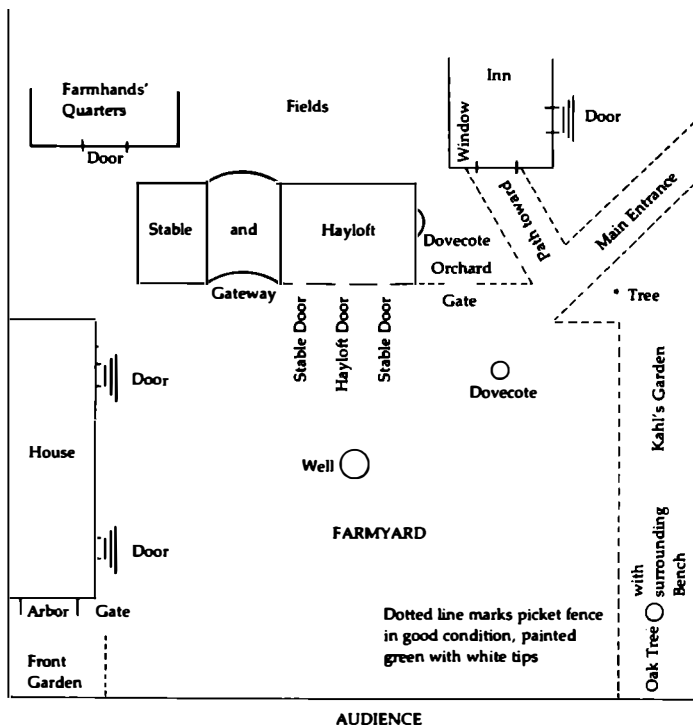 Farmhands'
Quarters
Door
Fields
Inn
Window
Door
Path toward
Main Entrance
Stable
and
Hayloft
Dovecote
Orchard
Gateway
Gate
Tree
Stable Door
Hayloft Door
Stable Door
Door
Dovecote
Kahl's Garden
House
Well
Door
FARMYARD
Arbor
Gate
Front
Garden
Dotted line marks picket fence
in good condition, painted
green with white tips
Oak Tree
with
surrounding
Bench
AUDIENCE